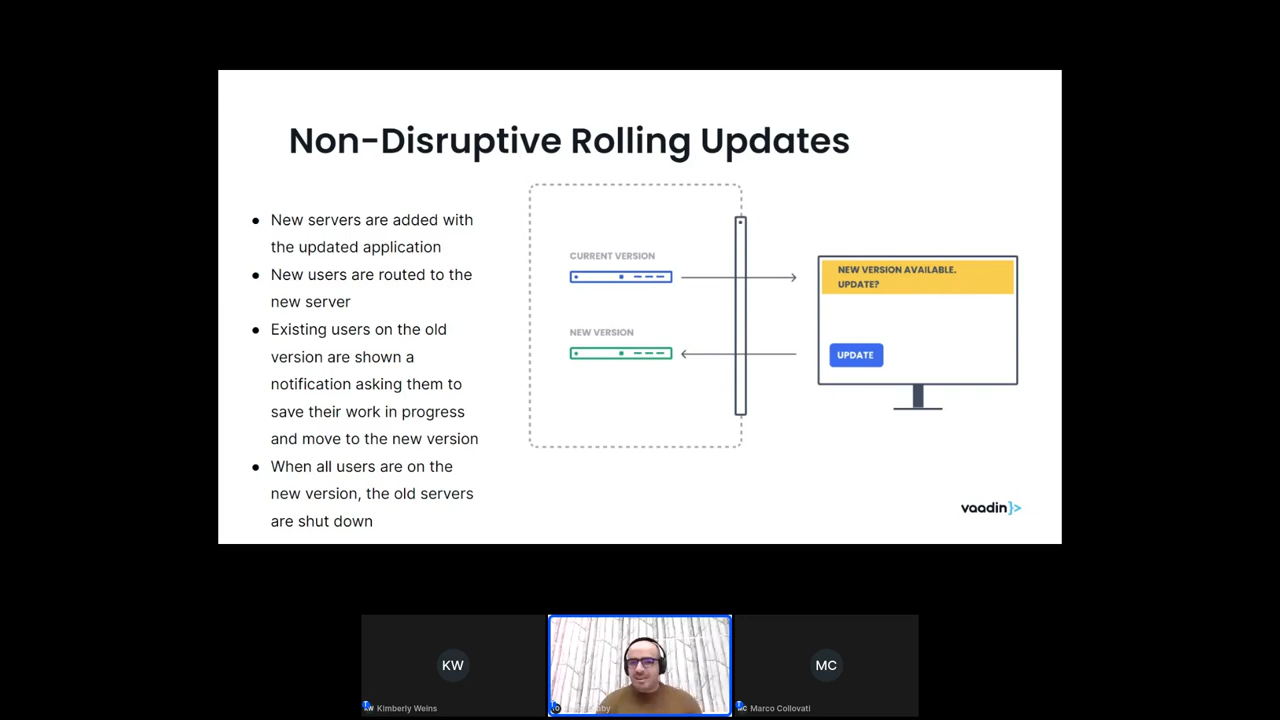 Non-Disruptive Rolling Updates
● New servers are added with
the updated application
● New users are routed to the
new server
● Existing users on the old
version are shown a
notification asking them to
save their work in progress
and move to the new version
● When all users are on the
new version, the old servers
are shut down
CURRENT VERSION
NEW VERSION
NEW VERSION AVAILABLE.
UPDATE?
UPDATE
vaadin}>
KW
MC
Kimberly Weins
Marco Collovati